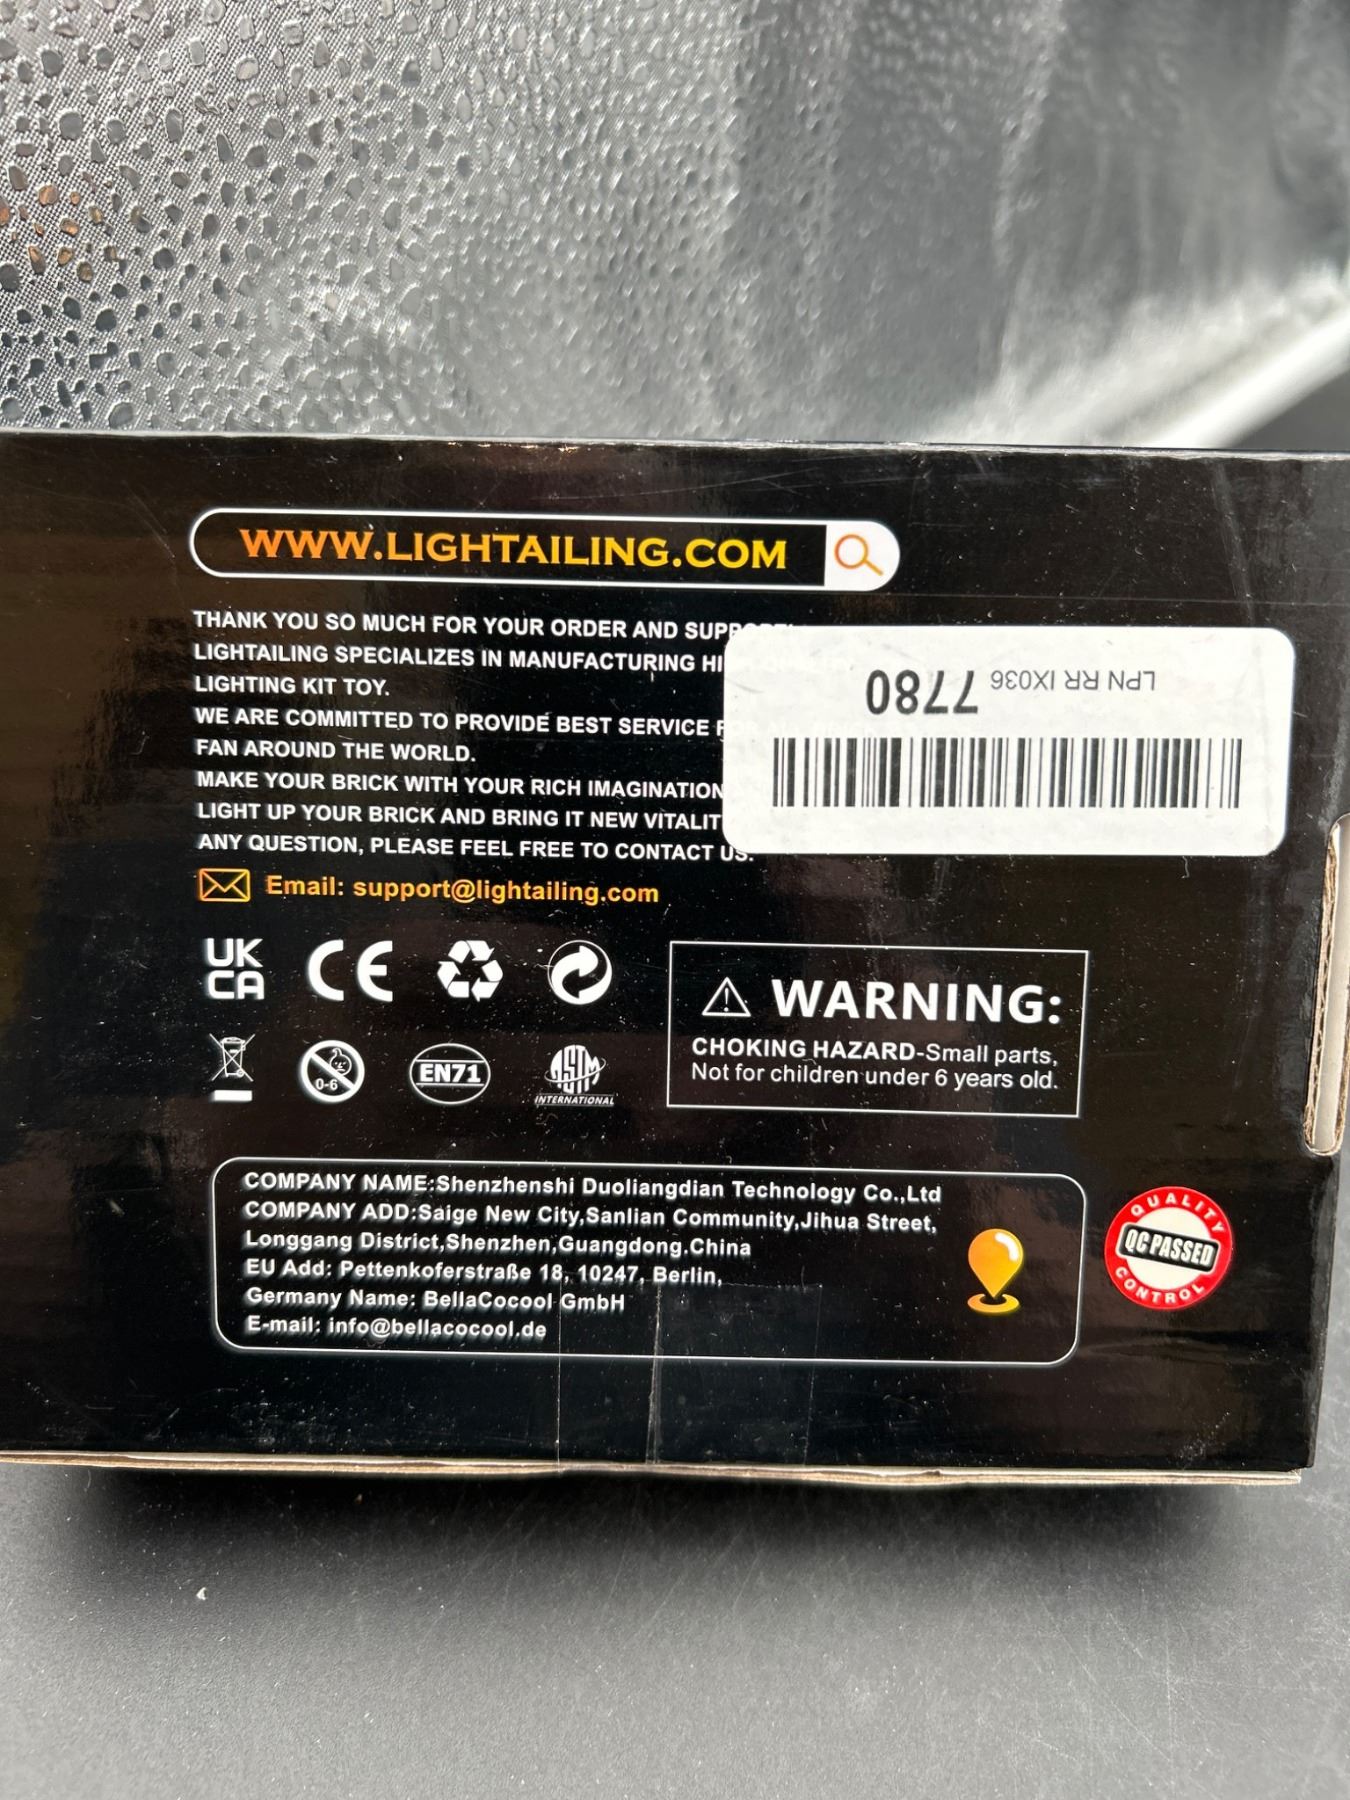 WWW.LIGHTAILING.COM
THANK YOU SO MUCH FOR YOUR ORDER AND
LIGHTAILING SPECIALIZES IN MANUFACTURING
LIGHTING KIT TOY.
WE ARE COMMITTED TO PROVIDE BEST SERVICE
FAN AROUND THE WORLD.
MAKE YOUR BRICK WITH YOUR RICH IMAGINATION
LIGHT UP YOUR BRICK AND BRING IT NEW
ANY QUESTION, PLEASE FEEL FREE TO CONTACT US.
LPN RR IX036 7780
Email: support@lightailing.com
UK
CA
CE
0-6
EN71
ASTM
INTERNATIONAL
WARNING:
CHOKING HAZARD-Small parts,
Not for children under 6 years old.
COMPANY NAME:Shenzhenshi Duoliangdian Technology Co.,Ltd
COMPANY ADD:Saige New City,Sanlian Community,Jihua Street,
Longgang District,Shenzhen,Guangdong.China
EU Add: Pettenkoferstraße 18, 10247, Berlin,
Germany Name: BellaCocool GmbH
E-mail: info@bellacocool.de
QUALITY
QC PASSED
CONTROL